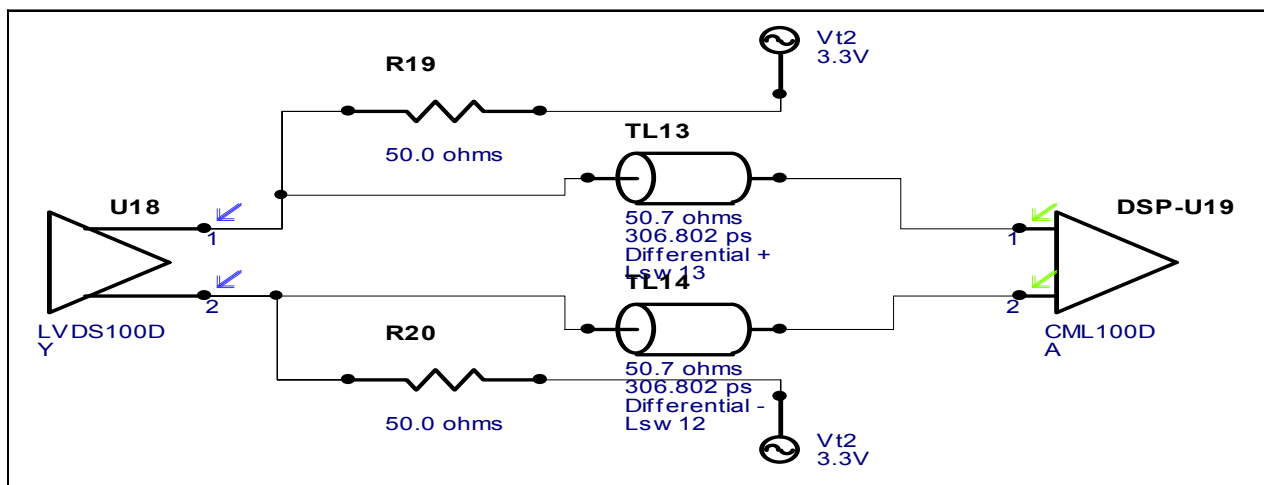 Vt2
3.3V
R19
50.0 ohms
TL13
50.7 ohms
306.802 ps
Differential +
Lsw 13
U18
1
2
LVDS100D
Y
DSP-U19
1
2
CML100D
A
TL14
50.7 ohms
306.802 ps
Differential -
Lsw 12
R20
50.0 ohms
Vt2
3.3V